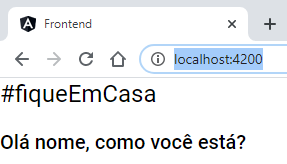 Frontend
localhost:4200
#fiqueEmCasa
Olá nome, como você está?